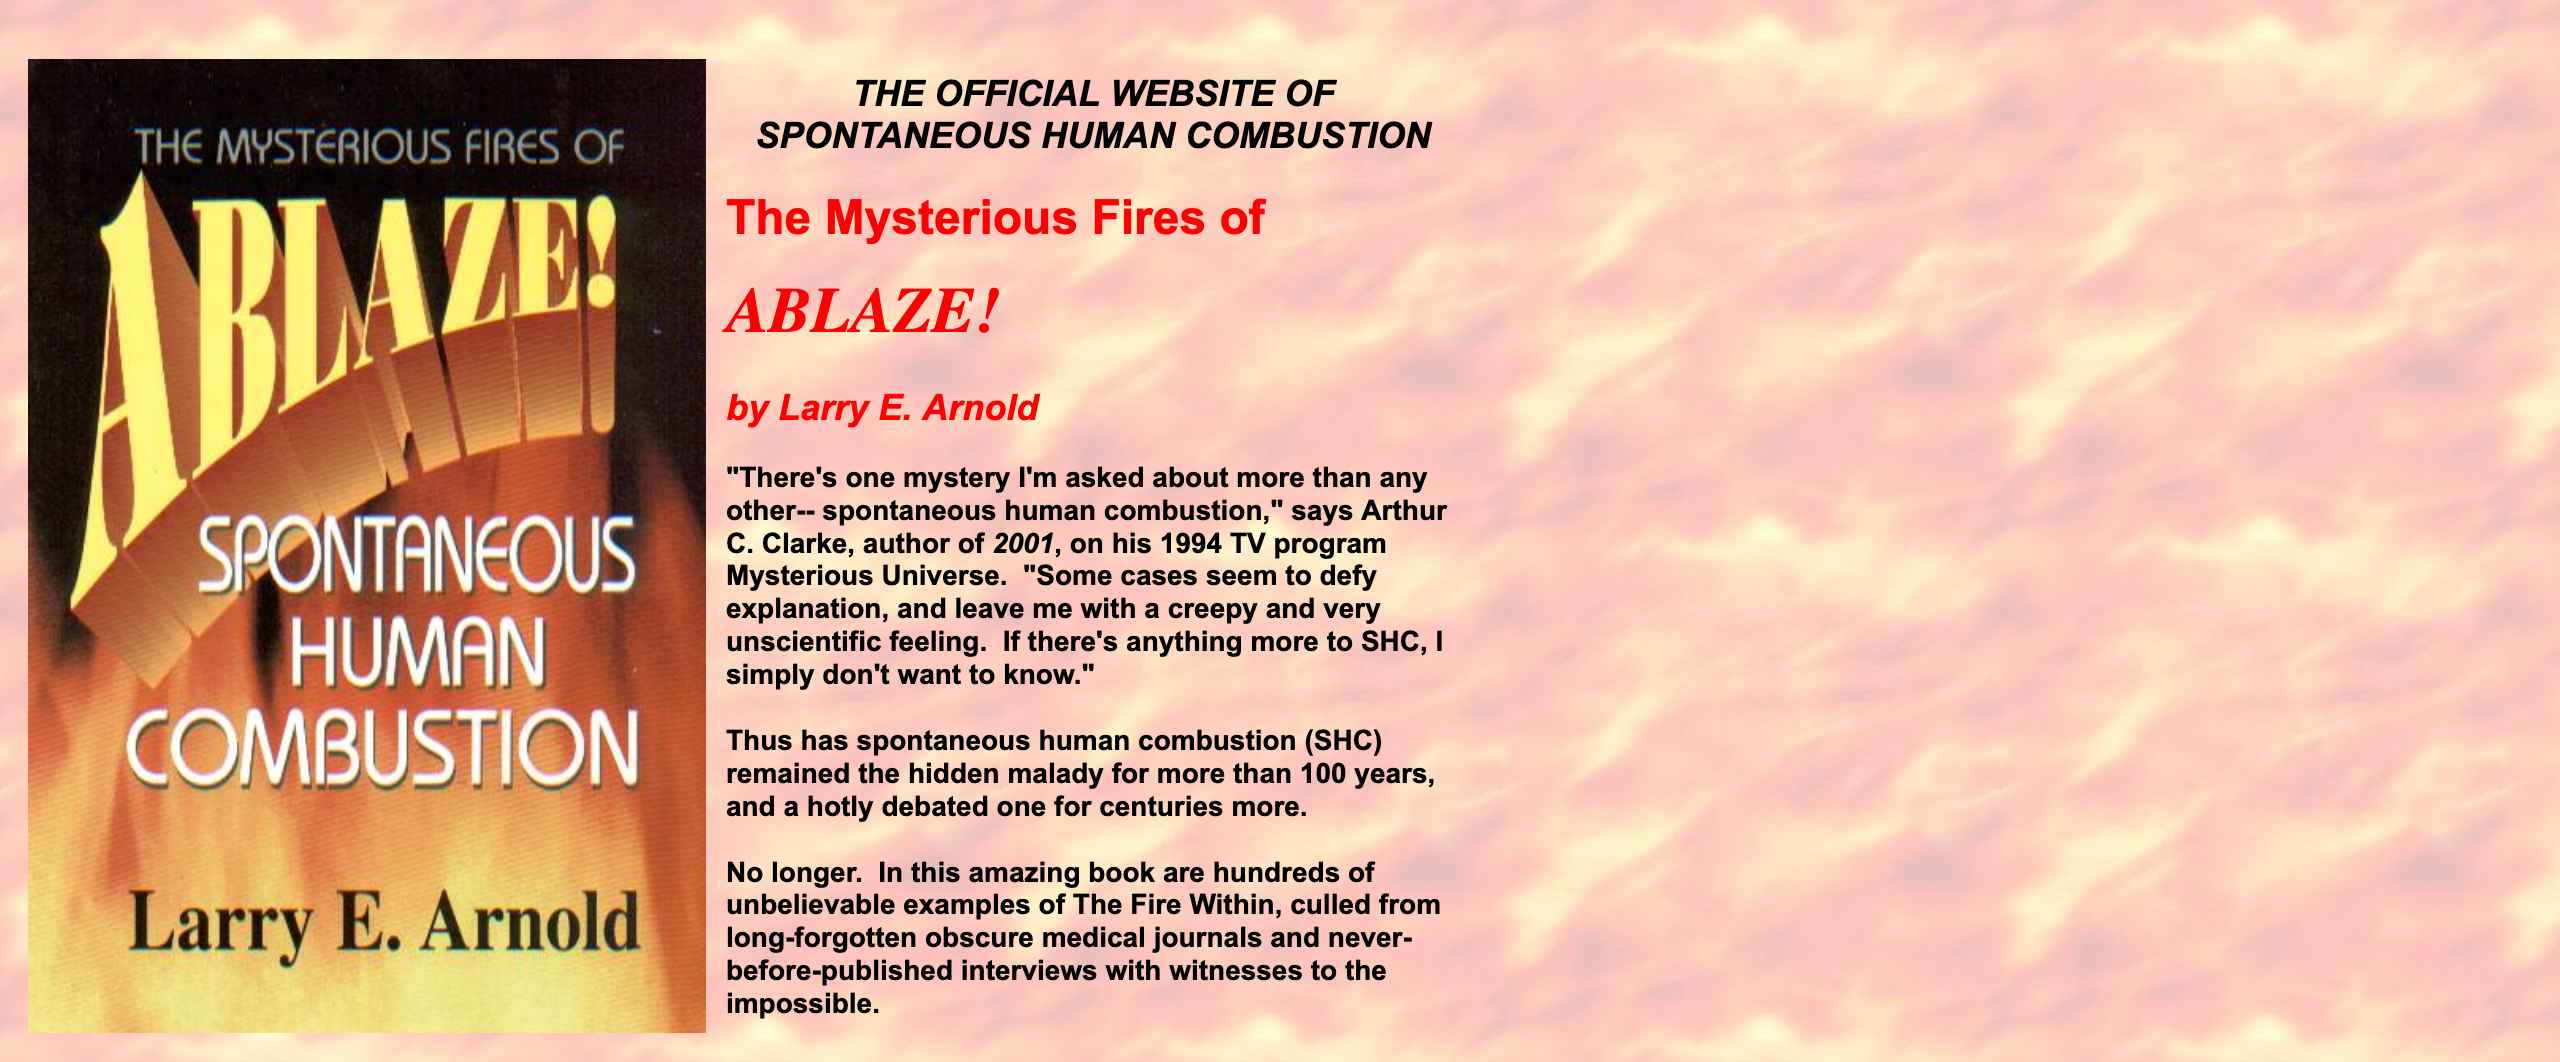 THE MYSTERIOUS FIRES OF
ABLAZE!
SPONTANEOUS
HUMAN
COMBUSTION
Larry E. Arnold
THE OFFICIAL WEBSITE OF
SPONTANEOUS HUMAN COMBUSTION
The Mysterious Fires of
ABLAZE!
by Larry E. Arnold
"There's one mystery I'm asked about more than any
other-- spontaneous human combustion," says Arthur
C. Clarke, author of 2001, on his 1994 TV program
Mysterious Universe.  "Some cases seem to defy
explanation, and leave me with a creepy and very
unscientific feeling.  If there's anything more to SHC, I
simply don't want to know."
Thus has spontaneous human combustion (SHC)
remained the hidden malady for more than 100 years,
and a hotly debated one for centuries more.
No longer.  In this amazing book are hundreds of
unbelievable examples of The Fire Within, culled from
long-forgotten obscure medical journals and never-
before-published interviews with witnesses to the
impossible.